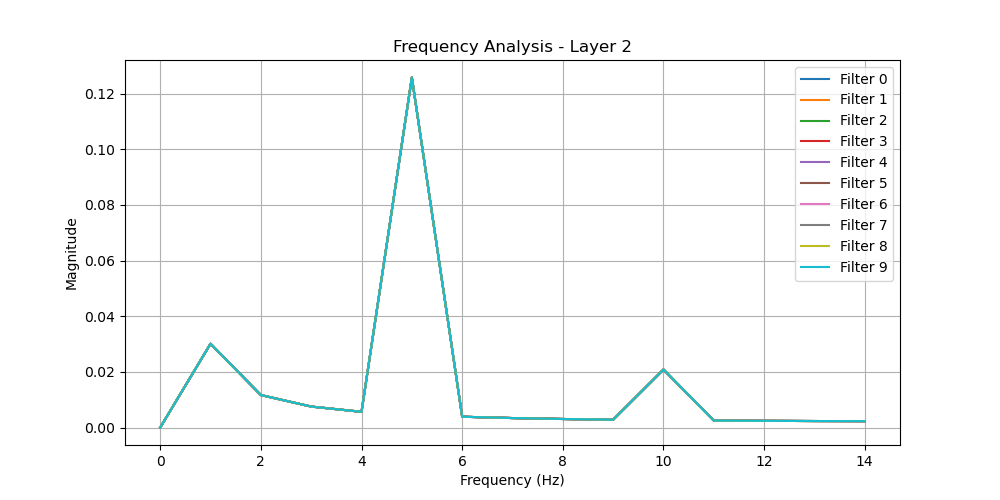 Frequency Analysis - Layer 2
Filter 0
Filter 1
Filter 2
Filter 3
Filter 4
Filter 5
Filter 6
Filter 7
Filter 8
Filter 9
Magnitude
0.12
0.10
0.08
0.06
0.04
0.02
0.00
0 2 4 6 8 10 12 14
Frequency (Hz)